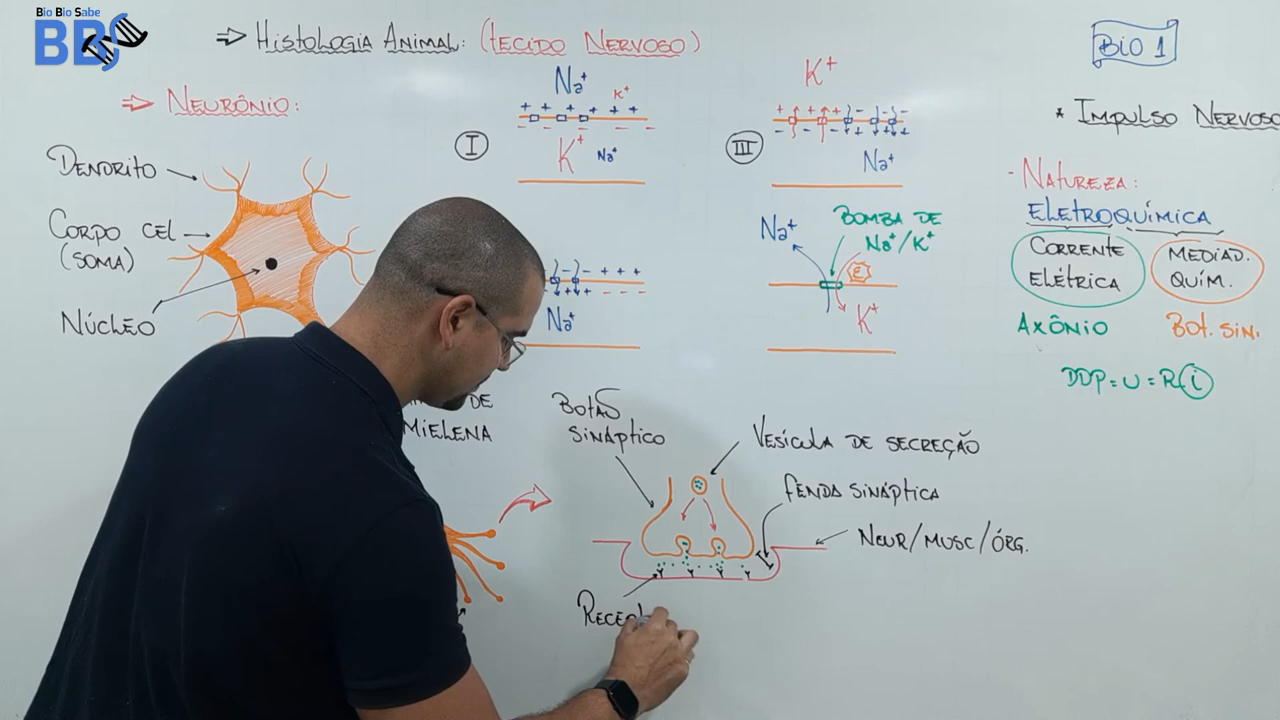 Bio Bio Sabe
BBS
⇒ Histologia Animal: (tecido Nervoso)
BIO 1
⇒ Neurônio:
Dendrito
Corpo cel
(soma)
Núcleo
I
Na⁺
K⁺
+ + + + + +
K⁺
Na⁺
III
K⁺
Na⁺
* Impulso Nervoso
- Natureza:
Eletroquímica
Corrente
Elétrica
Mediad.
Quím.
Axônio
Bot. Sin.
DDP = U = R i
Na⁺
Na⁺
Bomba de
Na⁺/K⁺
E
K⁺
de
Mielena
Botão
sináptico
Vesícula de secreção
Fenda sináptica
Neur/musc/órg.